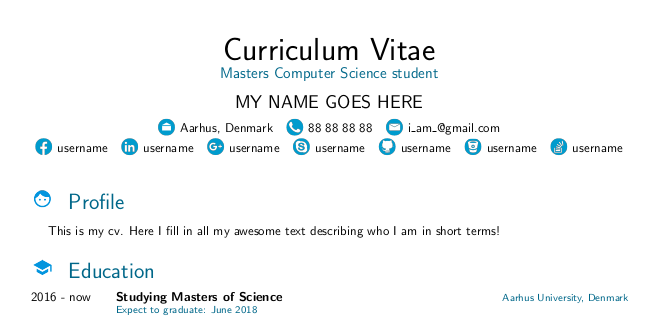 Curriculum Vitae
Masters Computer Science student
MY NAME GOES HERE
Aarhus, Denmark 88 88 88 88 i_am_@gmail.com
username username username username username username username
Profile
This is my cv. Here I fill in all my awesome text describing who I am in short terms!
Education
2016 - now Studying Masters of Science Aarhus University, Denmark
Expect to graduate: June 2018